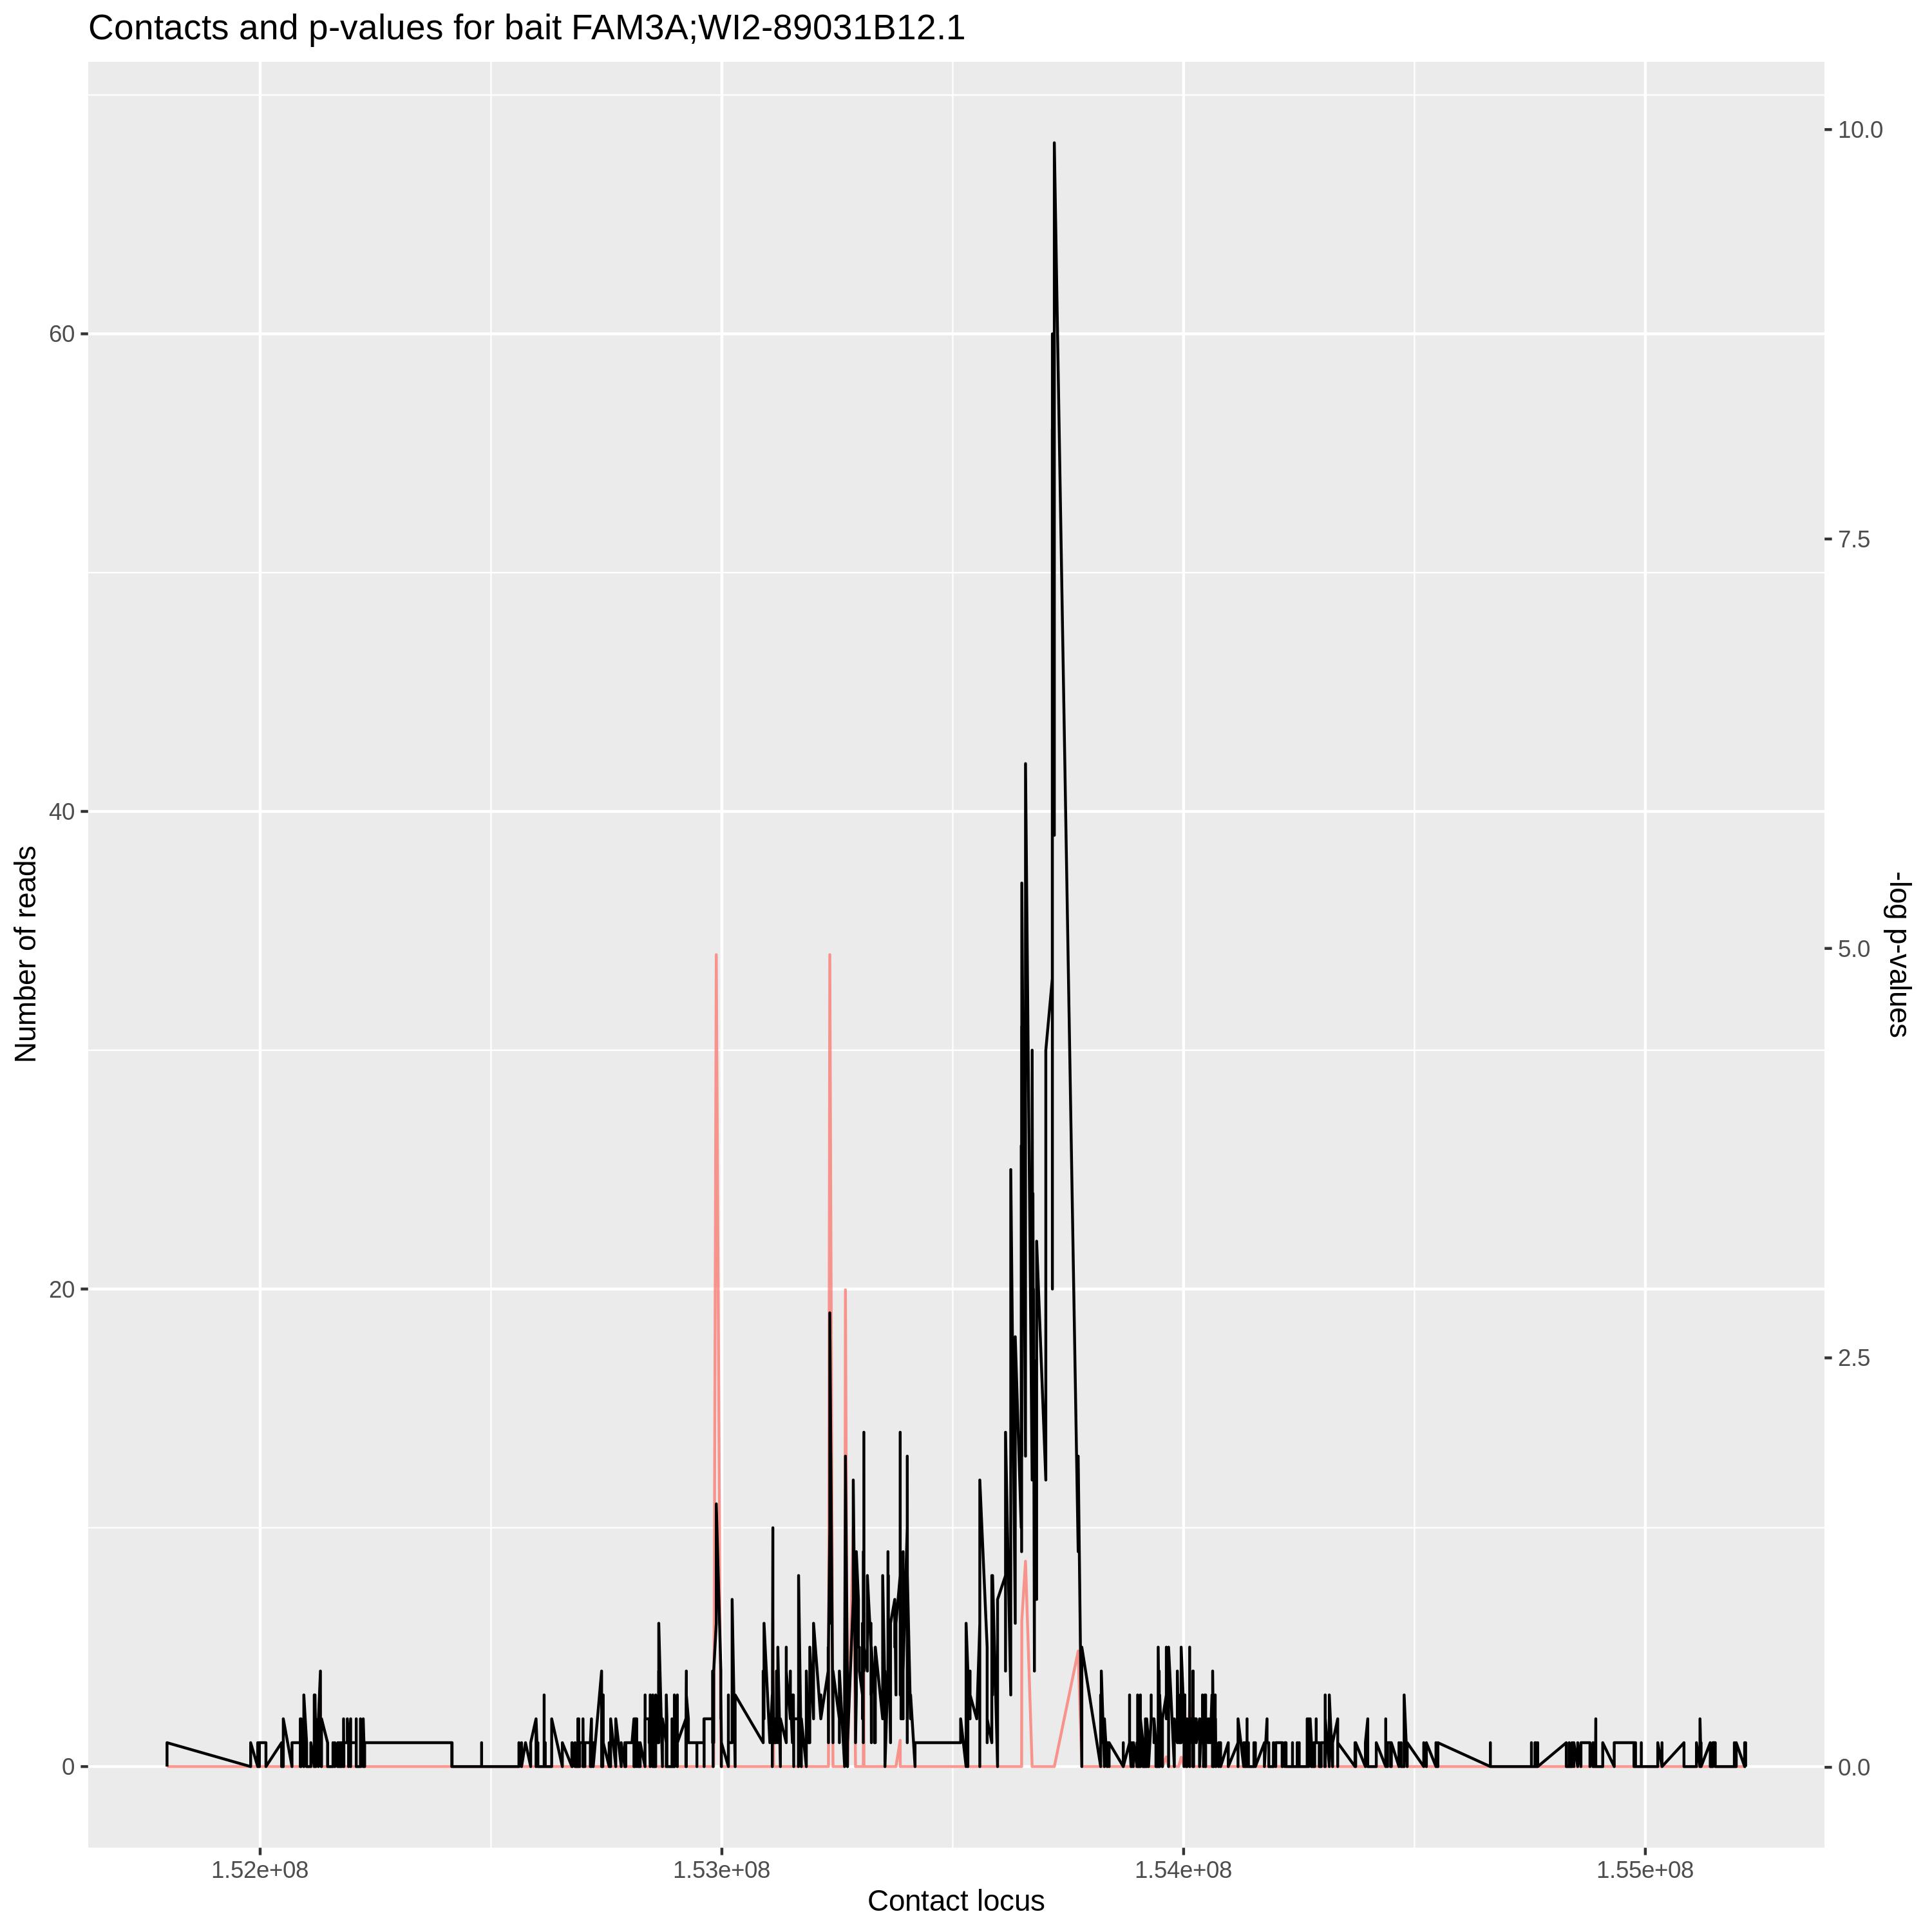 Contacts and p-values for bait FAM3A;WI2-89031B12.1
10.0
60
7.5
40
Number of reads
5.0
-log p-values
20
2.5
0
0.0
1.52e+08 1.53e+08 1.54e+08 1.55e+08
Contact locus